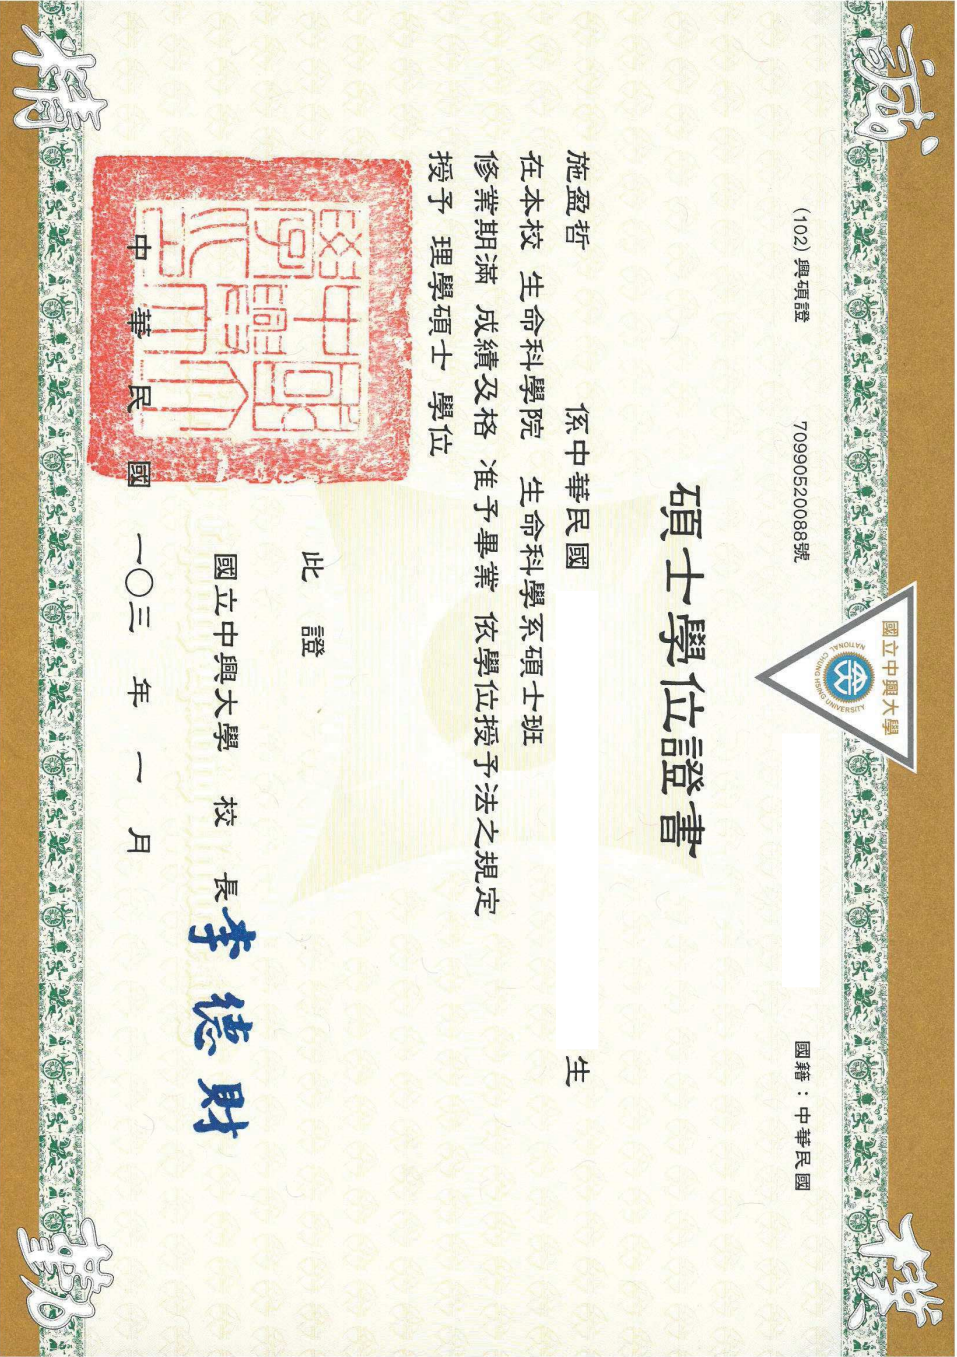 誠
樸
精
勤
國立中興大學
NATIONAL CHUNG HSING UNIVERSITY
(102)興碩證 70990520088號 國籍：中華民國
碩士學位證書
施盈哲 係中華民國 生
在本校 生命科學院 生命科學系碩士班
修業期滿 成績及格 准予畢業 依學位授予法之規定
授予 理學碩士 學位
此證
國立中興大學 校長 李德財
中華民國一〇三年一月